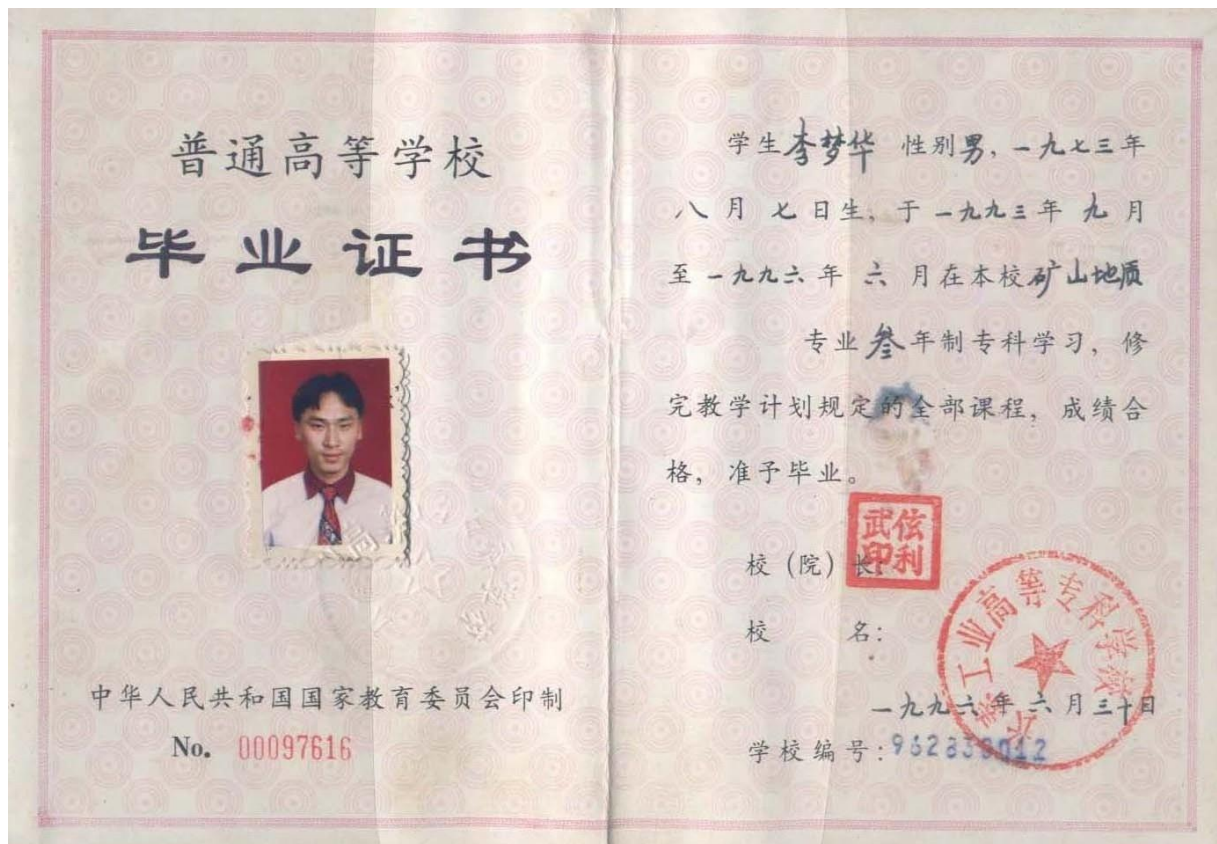 普通高等学校
毕业证书
中华人民共和国国家教育委员会印制
No. 00097616
学生李梦华 性别男，一九七三年
八月七日生，于一九九三年九月
至一九九六年六月在本校矿山地质
专业叁年制专科学习，修
完教学计划规定的全部课程，成绩合
格，准予毕业。
校（院）长：
武弦
印利
校名：
工业高等专科学校
一九九六年六月三十日
学校编号：